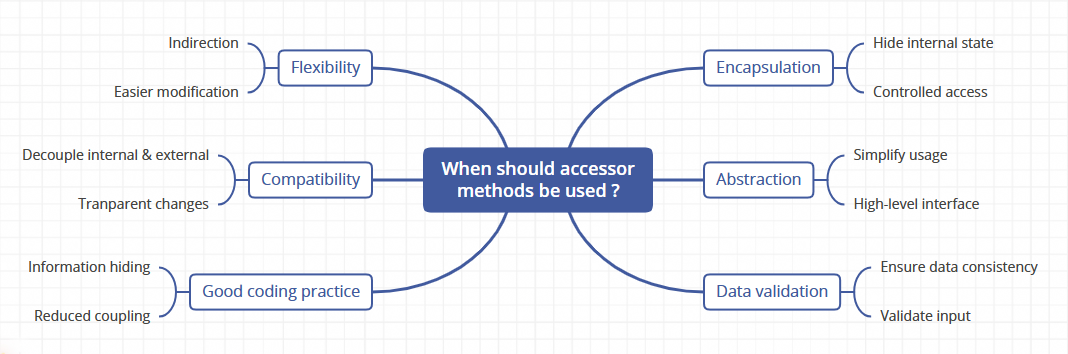 When should accessor
methods be used ?
Flexibility
Indirection
Easier modification
Compatibility
Decouple internal & external
Tranparent changes
Good coding practice
Information hiding
Reduced coupling
Encapsulation
Hide internal state
Controlled access
Abstraction
Simplify usage
High-level interface
Data validation
Ensure data consistency
Validate input